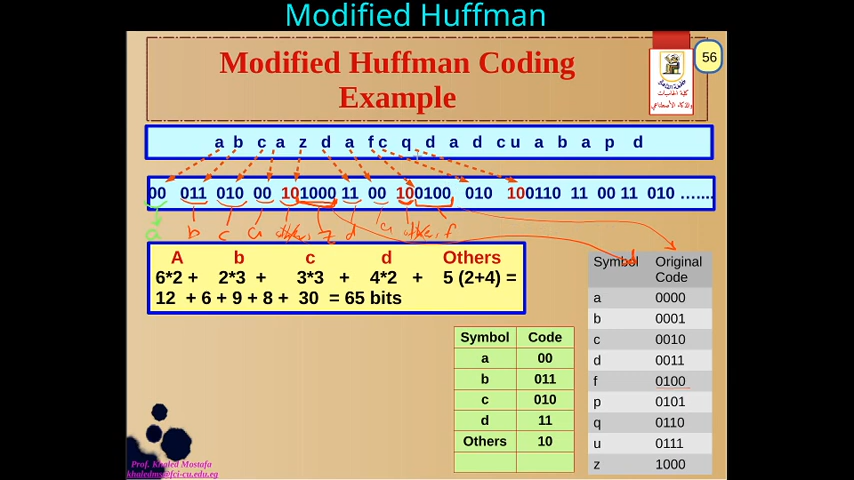 Modified Huffman
Modified Huffman Coding
Example
56
a b c a z d a f c q d a d c u a b a p d
00 011 010 00 101000 11 00 100100 010 100110 11 00 11 010 .......
b c a z d a f
A b c d Others
6*2 + 2*3 + 3*3 + 4*2 + 5 (2+4) =
12 + 6 + 9 + 8 + 30 = 65 bits
Symbol Original
Code
a 0000
b 0001
c 0010
d 0011
f 0100
p 0101
q 0110
u 0111
z 1000
Symbol Code
a 00
b 011
c 010
d 11
Others 10
Prof. Khaled Mostafa
khaledms@fci-cu.edu.eg